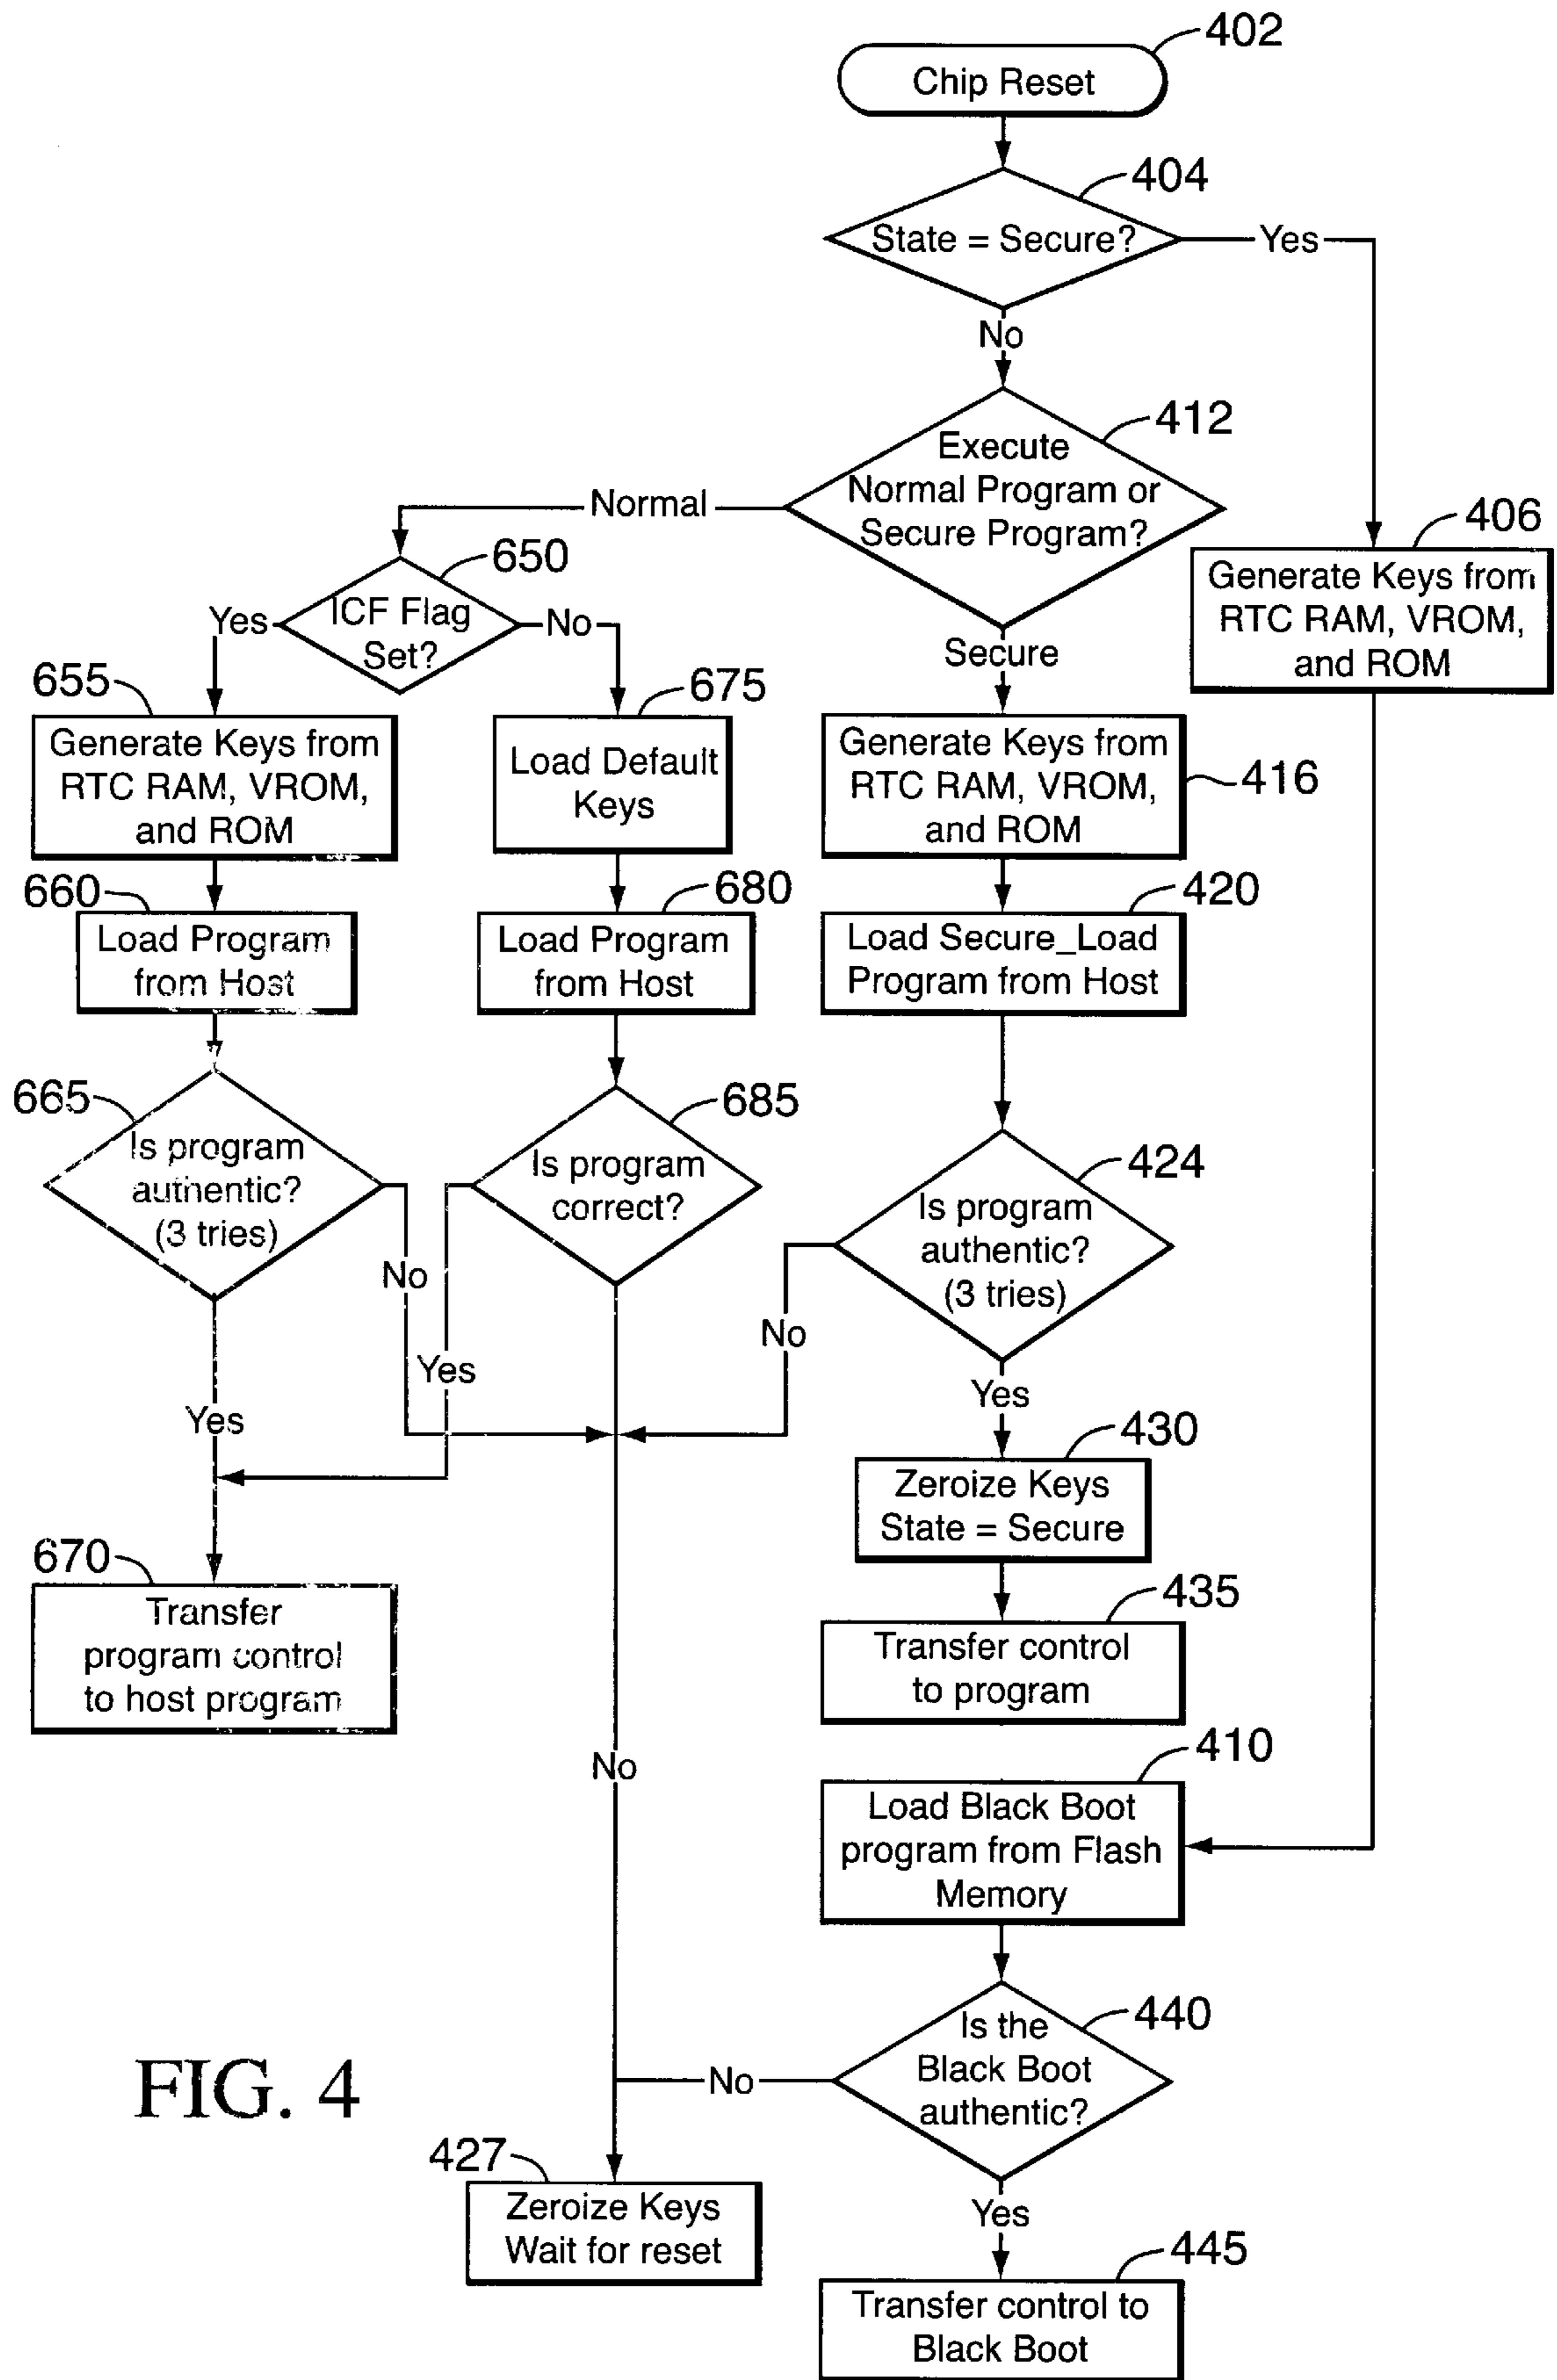 402
Chip Reset
404
State = Secure?
Yes
No
412
Execute
Normal Program or
Secure Program?
Normal
406
Generate Keys from
RTC RAM, VROM,
and ROM
650
ICF Flag
Set?
Yes
No
Secure
655
Generate Keys from
RTC RAM, VROM,
and ROM
675
Load Default
Keys
Generate Keys from
RTC RAM, VROM,
and ROM
416
660
Load Program
from Host
680
Load Program
from Host
420
Load Secure_Load
Program from Host
665
Is program
authentic?
(3 tries)
685
Is program
correct?
424
Is program
authentic?
(3 tries)
No
Yes
No
Yes
Yes
430
Zeroize Keys
State = Secure
670
Transfer
program control
to host program
435
Transfer control
to program
No
410
Load Black Boot
program from Flash
Memory
440
Is the
Black Boot
authentic?
No
FIG. 4
427
Zeroize Keys
Wait for reset
Yes
445
Transfer control to
Black Boot